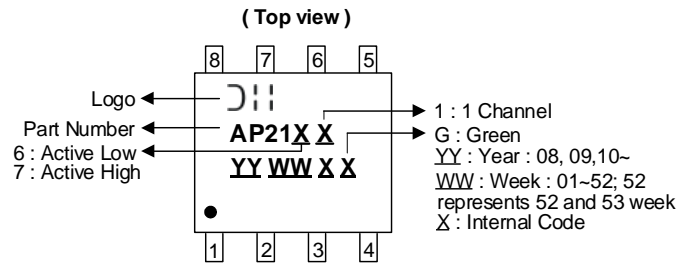 ( Top view )
8 7 6 5
Logo
Part Number
6 : Active Low
7 : Active High
AP21X X
YY WW X X
1 : 1 Channel
G : Green
YY : Year : 08, 09,10~
WW : Week : 01~52; 52
represents 52 and 53 week
X : Internal Code
1 2 3 4